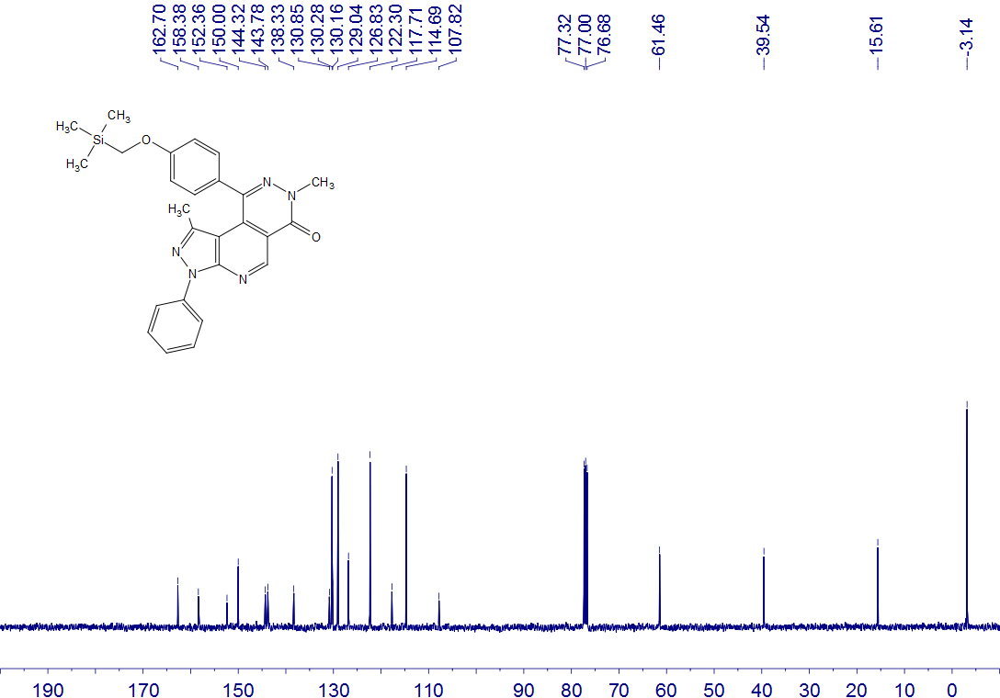 162.70
158.38
152.36
150.00
144.32
143.78
138.33
130.85
130.28
130.16
129.04
126.83
122.30
117.71
114.69
107.82
77.32
77.00
76.68
61.46
39.54
15.61
-3.14
H3C
CH3
Si
O
H3C
N
N
CH3
H3C
O
N
N
N
190
170
150
130
110
90
80
70
60
50
40
30
20
10
0